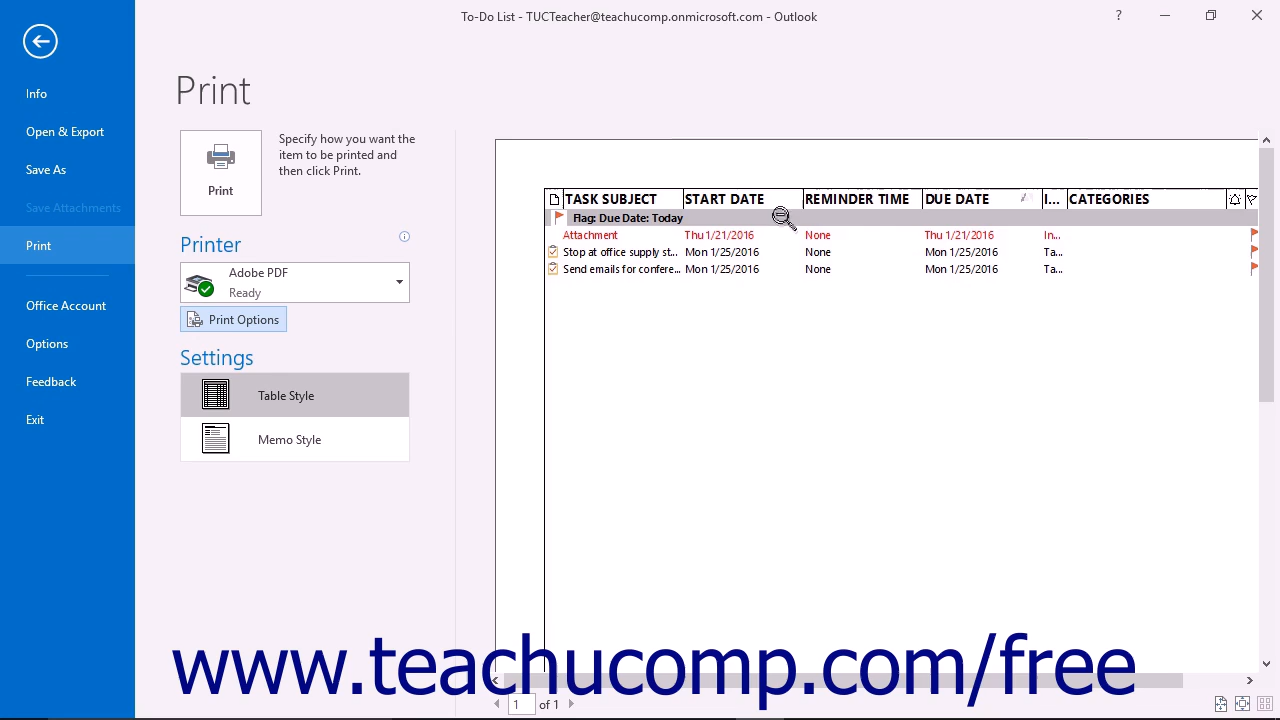 To-Do List - TUCTeacher@teachucomp.onmicrosoft.com - Outlook
?
Info
Open & Export
Save As
Save Attachments
Print
Office Account
Options
Feedback
Exit
Print
Print
Specify how you want the
item to be printed and
then click Print.
Printer
Adobe PDF
Ready
Print Options
Settings
Table Style
Memo Style
TASK SUBJECT START DATE REMINDER TIME DUE DATE I... CATEGORIES
Flag: Due Date: Today
Attachment Thu 1/21/2016 None Thu 1/21/2016 In...
Stop at office supply st... Mon 1/25/2016 None Mon 1/25/2016 Ta...
Send emails for confere... Mon 1/25/2016 None Mon 1/25/2016 Ta...
www.teachucomp.com/free
1 of 1